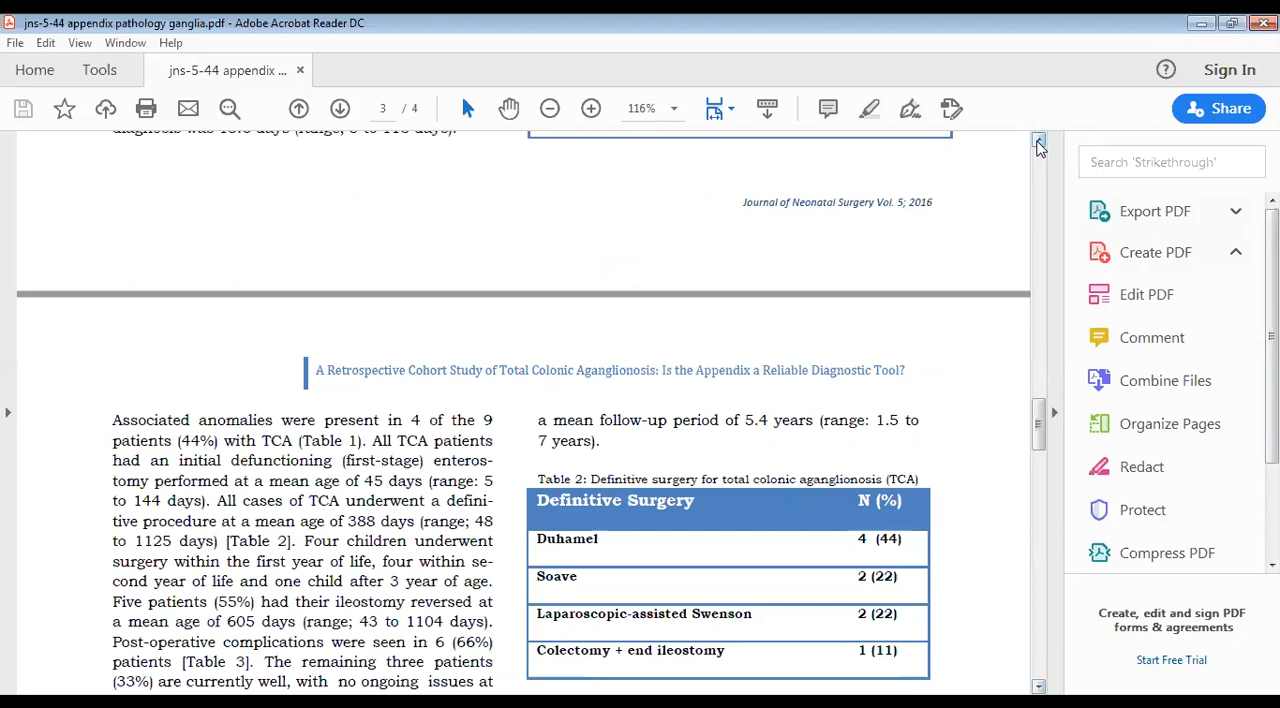 jns-5-44 appendix pathology ganglia.pdf - Adobe Acrobat Reader DC
File Edit View Window Help
Home Tools jns-5-44 appendix ... × Sign In
3 / 4 116% Share
Journal of Neonatal Surgery Vol. 5; 2016
A Retrospective Cohort Study of Total Colonic Aganglionosis: Is the Appendix a Reliable Diagnostic Tool?
Associated anomalies were present in 4 of the 9
patients (44%) with TCA (Table 1). All TCA patients
had an initial defunctioning (first-stage) enteros-
tomy performed at a mean age of 45 days (range: 5
to 144 days). All cases of TCA underwent a defini-
tive procedure at a mean age of 388 days (range; 48
to 1125 days) [Table 2]. Four children underwent
surgery within the first year of life, four within se-
cond year of life and one child after 3 year of age.
Five patients (55%) had their ileostomy reversed at
a mean age of 605 days (range; 43 to 1104 days).
Post-operative complications were seen in 6 (66%)
patients [Table 3]. The remaining three patients
(33%) are currently well, with no ongoing issues at
a mean follow-up period of 5.4 years (range: 1.5 to
7 years).
Table 2: Definitive surgery for total colonic aganglionosis (TCA)
Definitive Surgery N (%)
Duhamel 4 (44)
Soave 2 (22)
Laparoscopic-assisted Swenson 2 (22)
Colectomy + end ileostomy 1 (11)
Search 'Strikethrough'
Export PDF
Create PDF
Edit PDF
Comment
Combine Files
Organize Pages
Redact
Protect
Compress PDF
Create, edit and sign PDF
forms & agreements
Start Free Trial